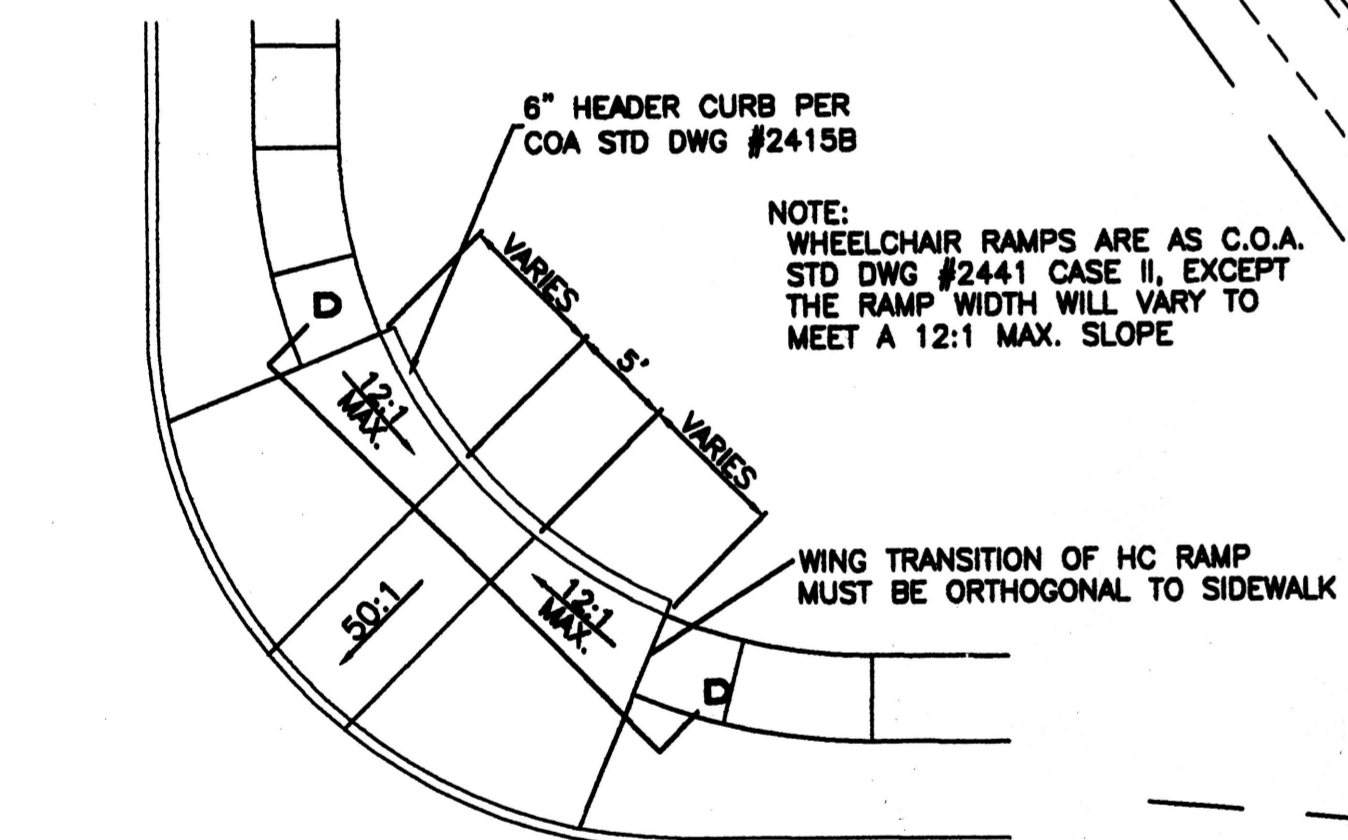 6" HEADER CURB PER
COA STD DWG #2415B
NOTE:
WHEELCHAIR RAMPS ARE AS C.O.A.
STD DWG #2441 CASE II, EXCEPT
THE RAMP WIDTH WILL VARY TO
MEET A 12:1 MAX. SLOPE
VARIES
5'
VARIES
D
12:1
MAX.
50:1
12:1
MAX.
WING TRANSITION OF HC RAMP
MUST BE ORTHOGONAL TO SIDEWALK
D